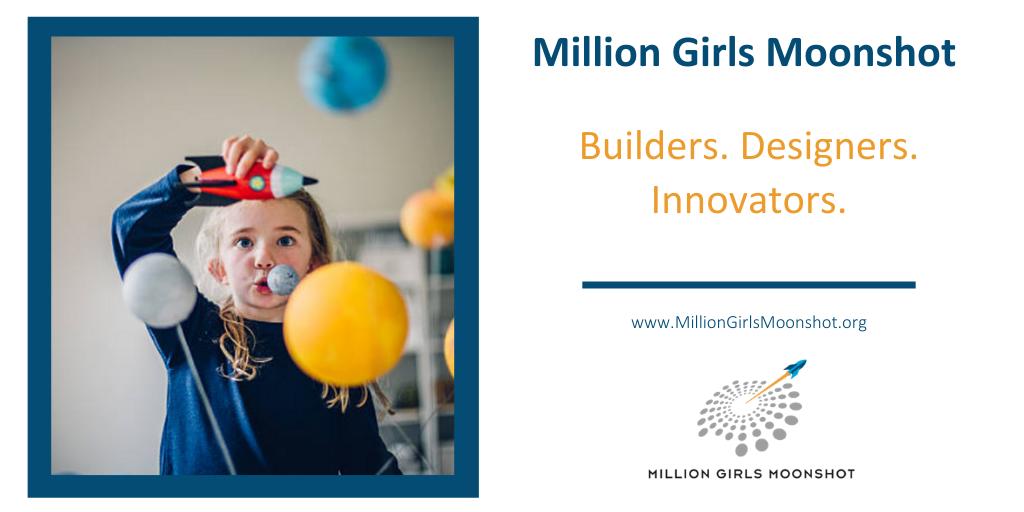 Million Girls Moonshot
Builders. Designers.
Innovators.
www.MillionGirlsMoonshot.org
MILLION GIRLS MOONSHOT